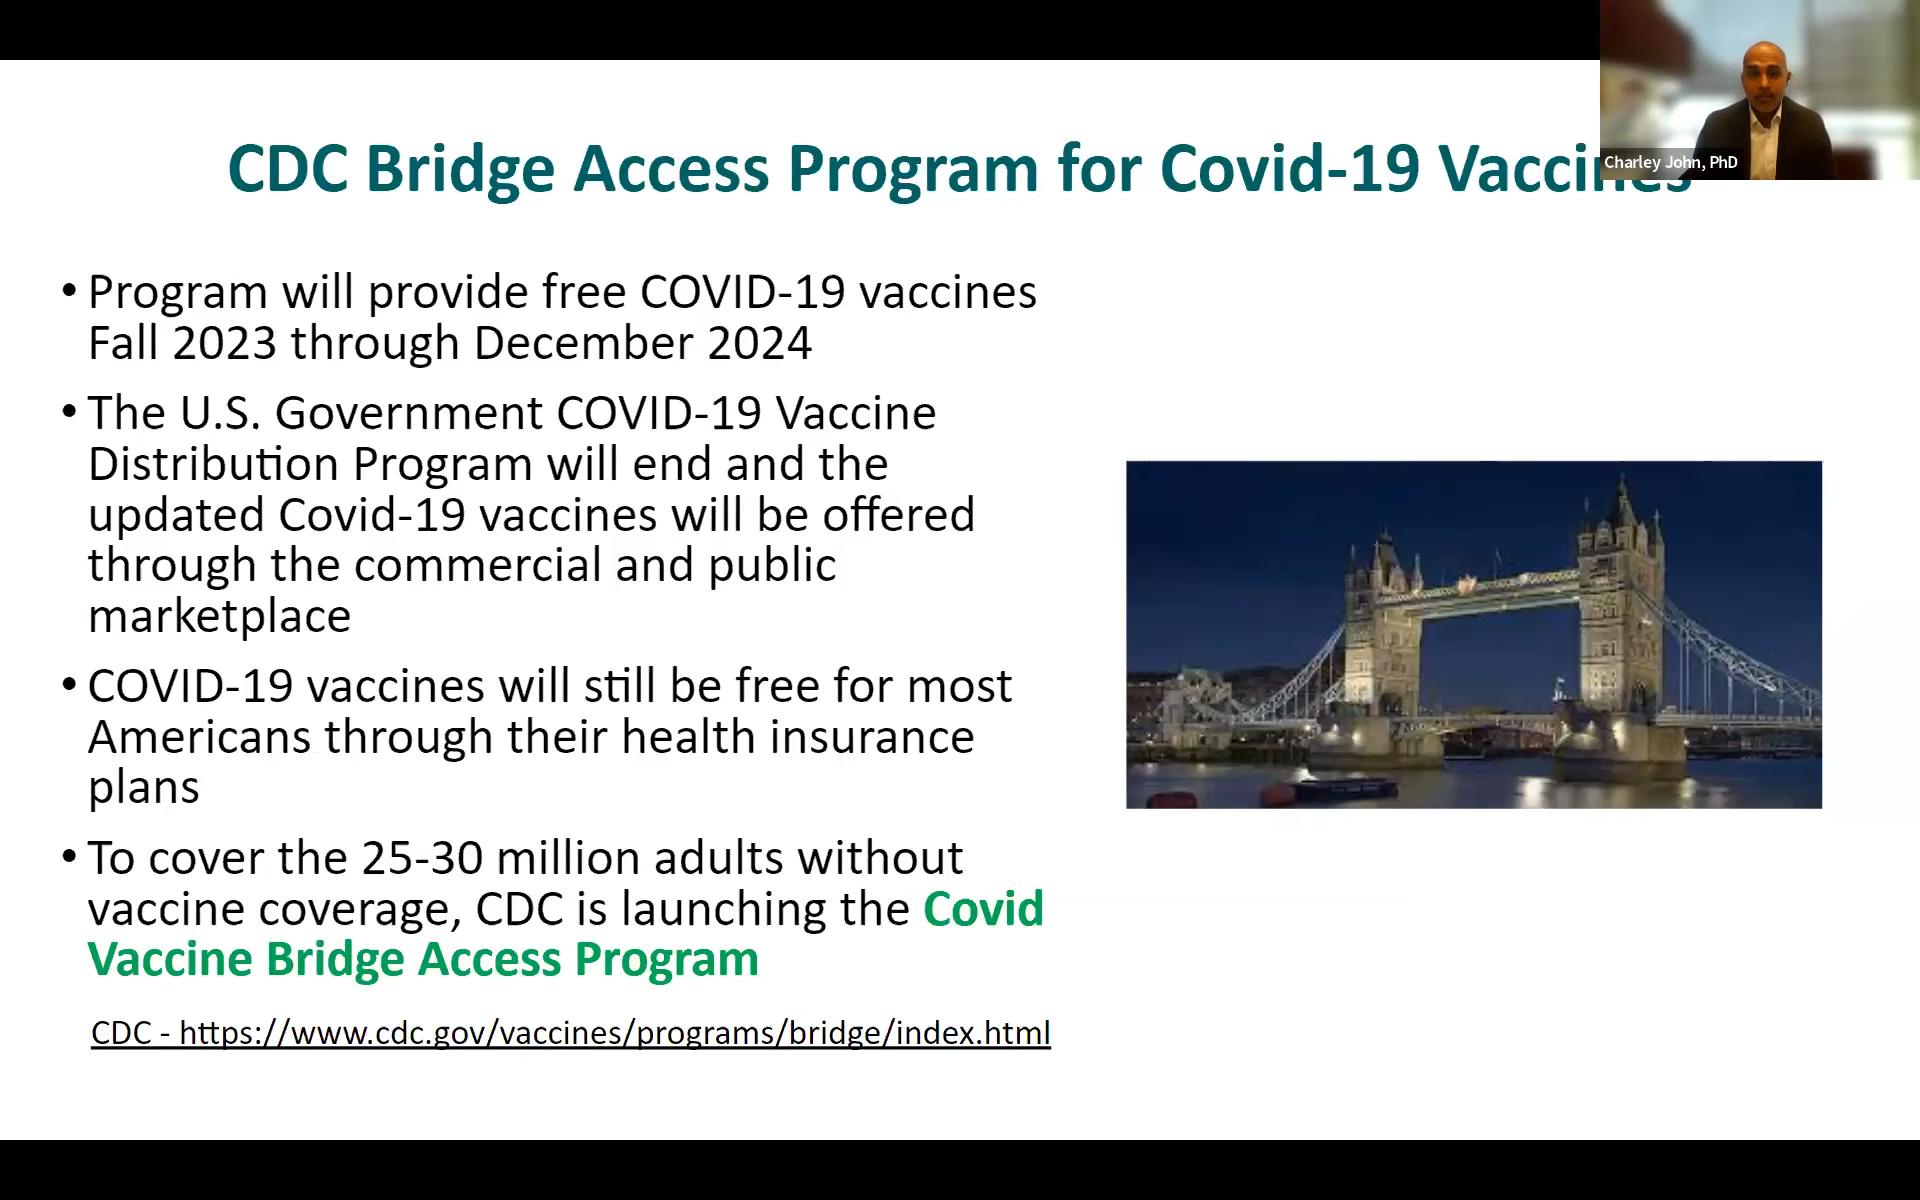 CDC Bridge Access Program for Covid-19 Vaccines
Charley John, PhD
• Program will provide free COVID-19 vaccines
Fall 2023 through December 2024
• The U.S. Government COVID-19 Vaccine
Distribution Program will end and the
updated Covid-19 vaccines will be offered
through the commercial and public
marketplace
• COVID-19 vaccines will still be free for most
Americans through their health insurance
plans
• To cover the 25-30 million adults without
vaccine coverage, CDC is launching the Covid
Vaccine Bridge Access Program
CDC - https://www.cdc.gov/vaccines/programs/bridge/index.html